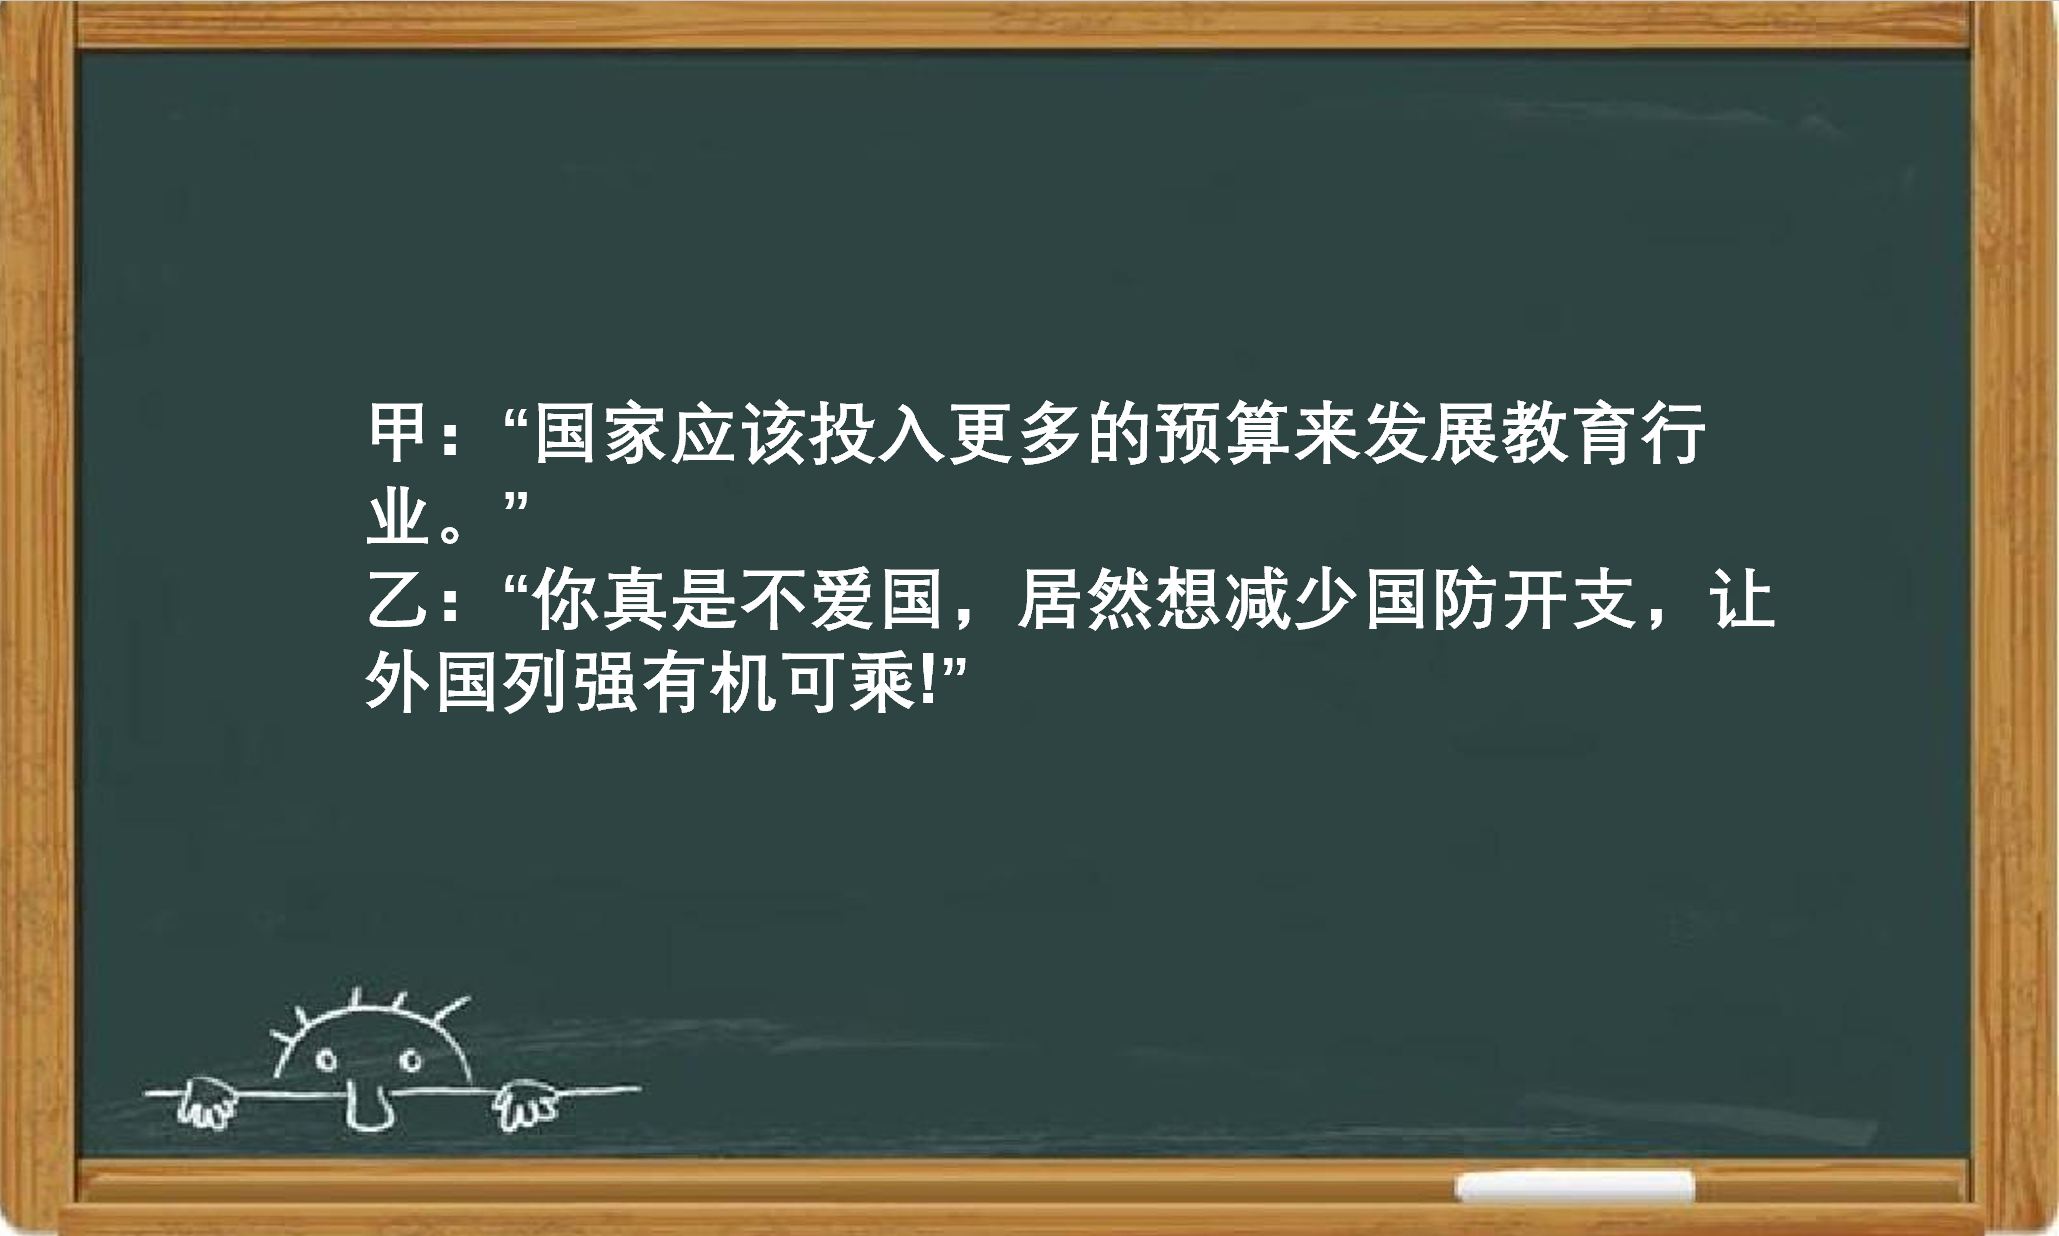 甲：“国家应该投入更多的预算来发展教育行
业。”
乙：“你真是不爱国，居然想减少国防开支，让
外国列强有机可乘!”